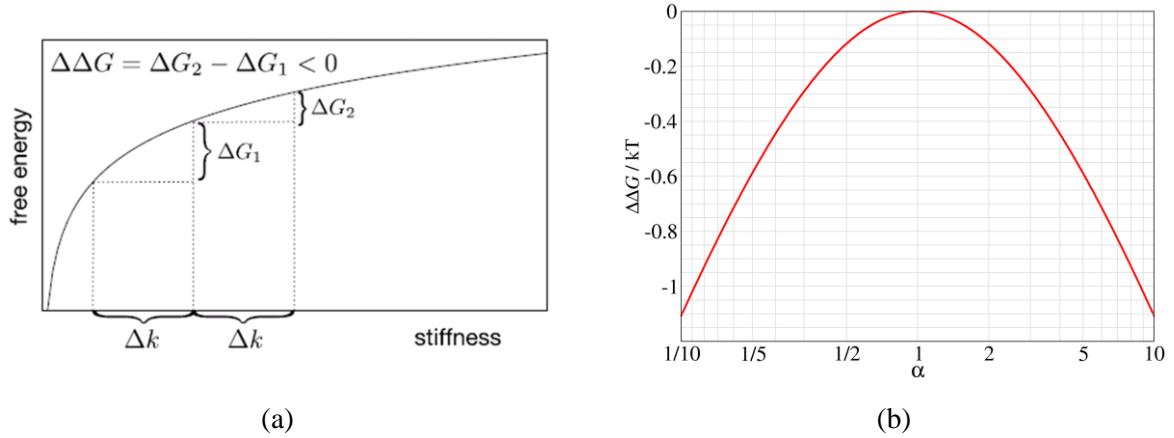 ΔΔG = ΔG₂ − ΔG₁ < 0
ΔG₂
ΔG₁
free energy
Δk
Δk
stiffness
(a)
0
-0.2
-0.4
-0.6
-0.8
-1
ΔΔG / kT
1/10
1/5
1/2
1
2
5
10
α
(b)